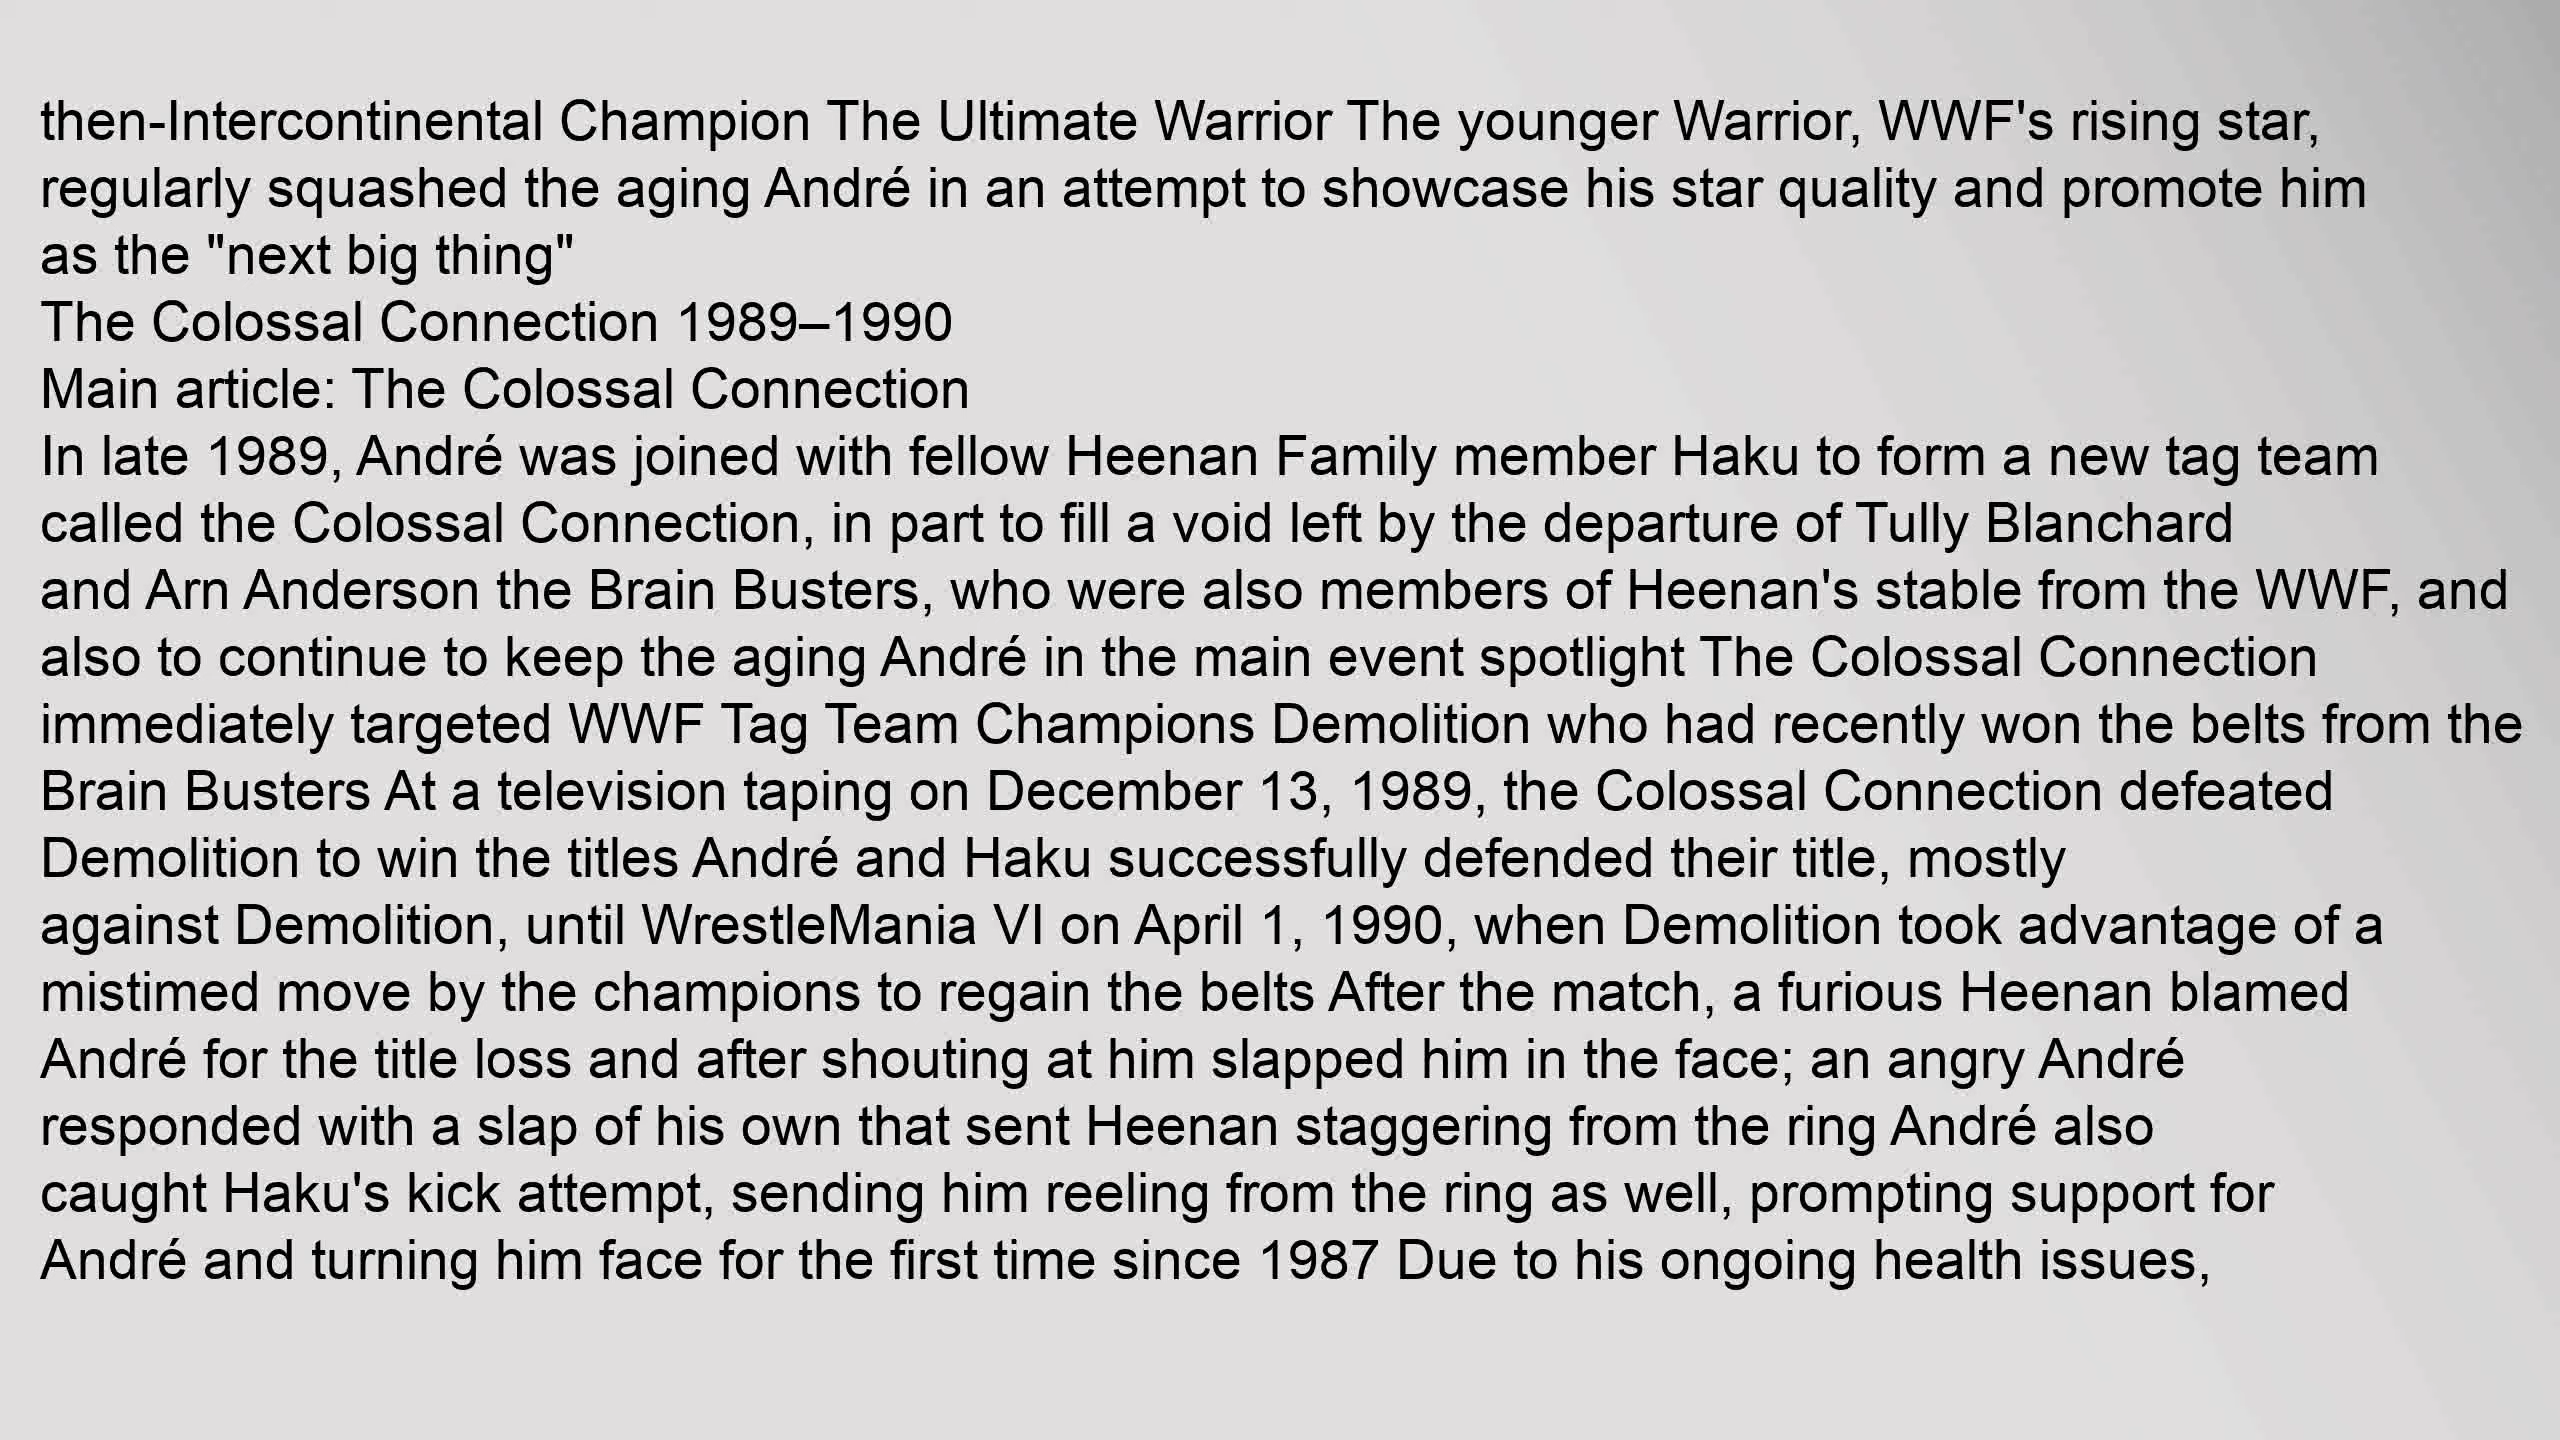 then-Intercontinental Champion The Ultimate Warrior The younger Warrior, WWF's rising star,
regularly squashed the aging André in an attempt to showcase his star quality and promote him
as the "next big thing"
The Colossal Connection 1989–1990
Main article: The Colossal Connection
In late 1989, André was joined with fellow Heenan Family member Haku to form a new tag team
called the Colossal Connection, in part to fill a void left by the departure of Tully Blanchard
and Arn Anderson the Brain Busters, who were also members of Heenan's stable from the WWF, and
also to continue to keep the aging André in the main event spotlight The Colossal Connection
immediately targeted WWF Tag Team Champions Demolition who had recently won the belts from the
Brain Busters At a television taping on December 13, 1989, the Colossal Connection defeated
Demolition to win the titles André and Haku successfully defended their title, mostly
against Demolition, until WrestleMania VI on April 1, 1990, when Demolition took advantage of a
mistimed move by the champions to regain the belts After the match, a furious Heenan blamed
André for the title loss and after shouting at him slapped him in the face; an angry André
responded with a slap of his own that sent Heenan staggering from the ring André also
caught Haku's kick attempt, sending him reeling from the ring as well, prompting support for
André and turning him face for the first time since 1987 Due to his ongoing health issues,